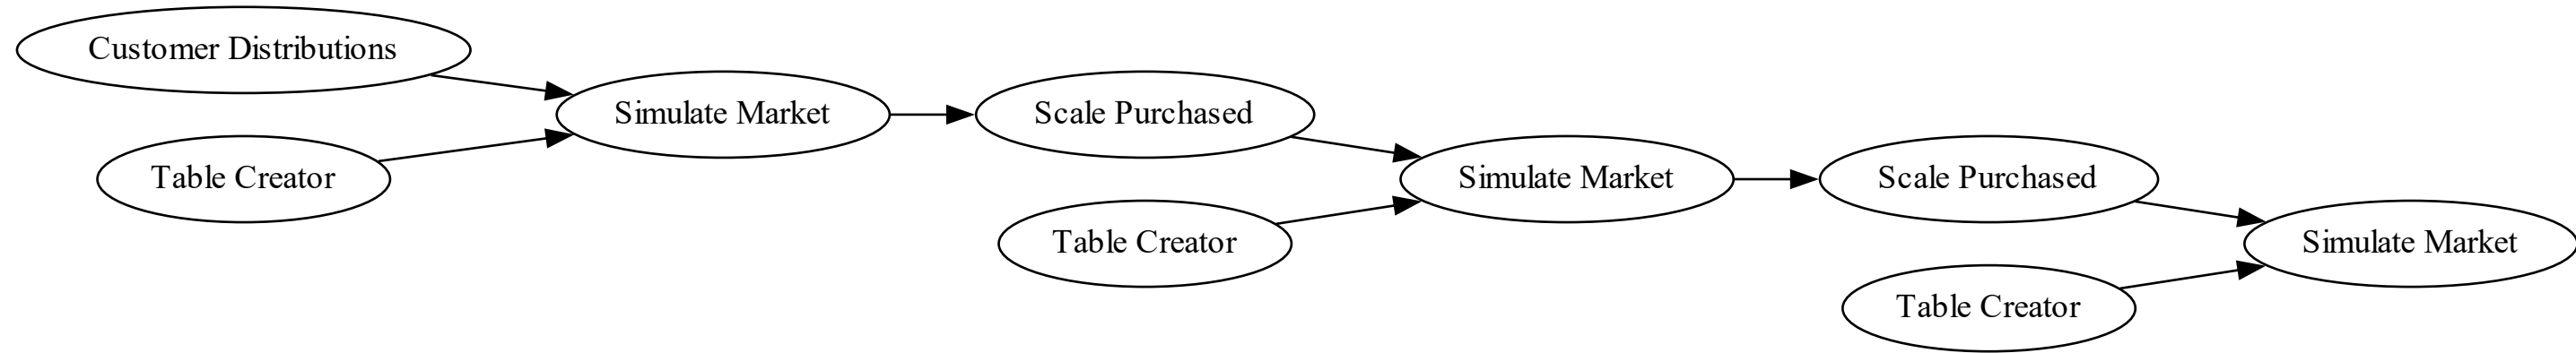 Customer Distributions
Table Creator
Simulate Market
Scale Purchased
Table Creator
Simulate Market
Scale Purchased
Table Creator
Simulate Market